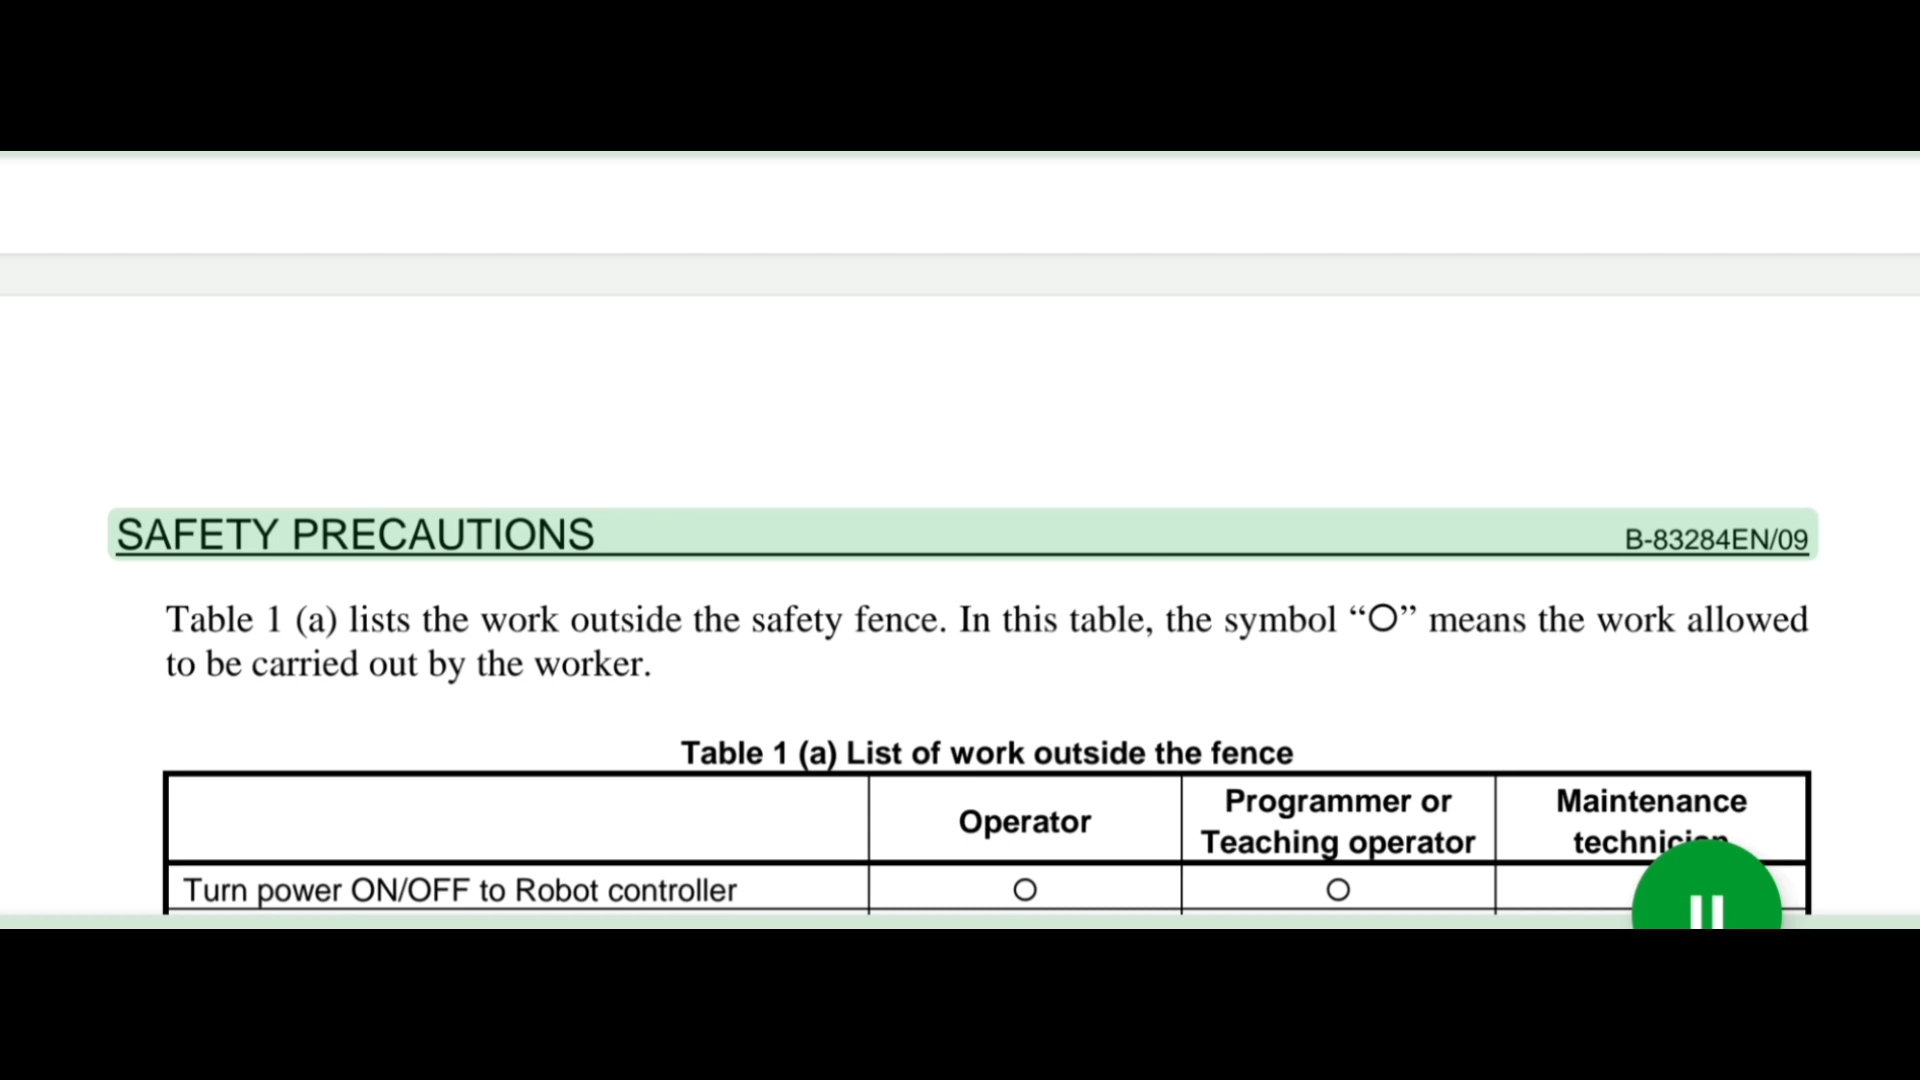 SAFETY PRECAUTIONS B-83284EN/09
Table 1 (a) lists the work outside the safety fence. In this table, the symbol “○” means the work allowed
to be carried out by the worker.
Table 1 (a) List of work outside the fence
Operator
Programmer or
Teaching operator
Maintenance
technician
Turn power ON/OFF to Robot controller ○ ○